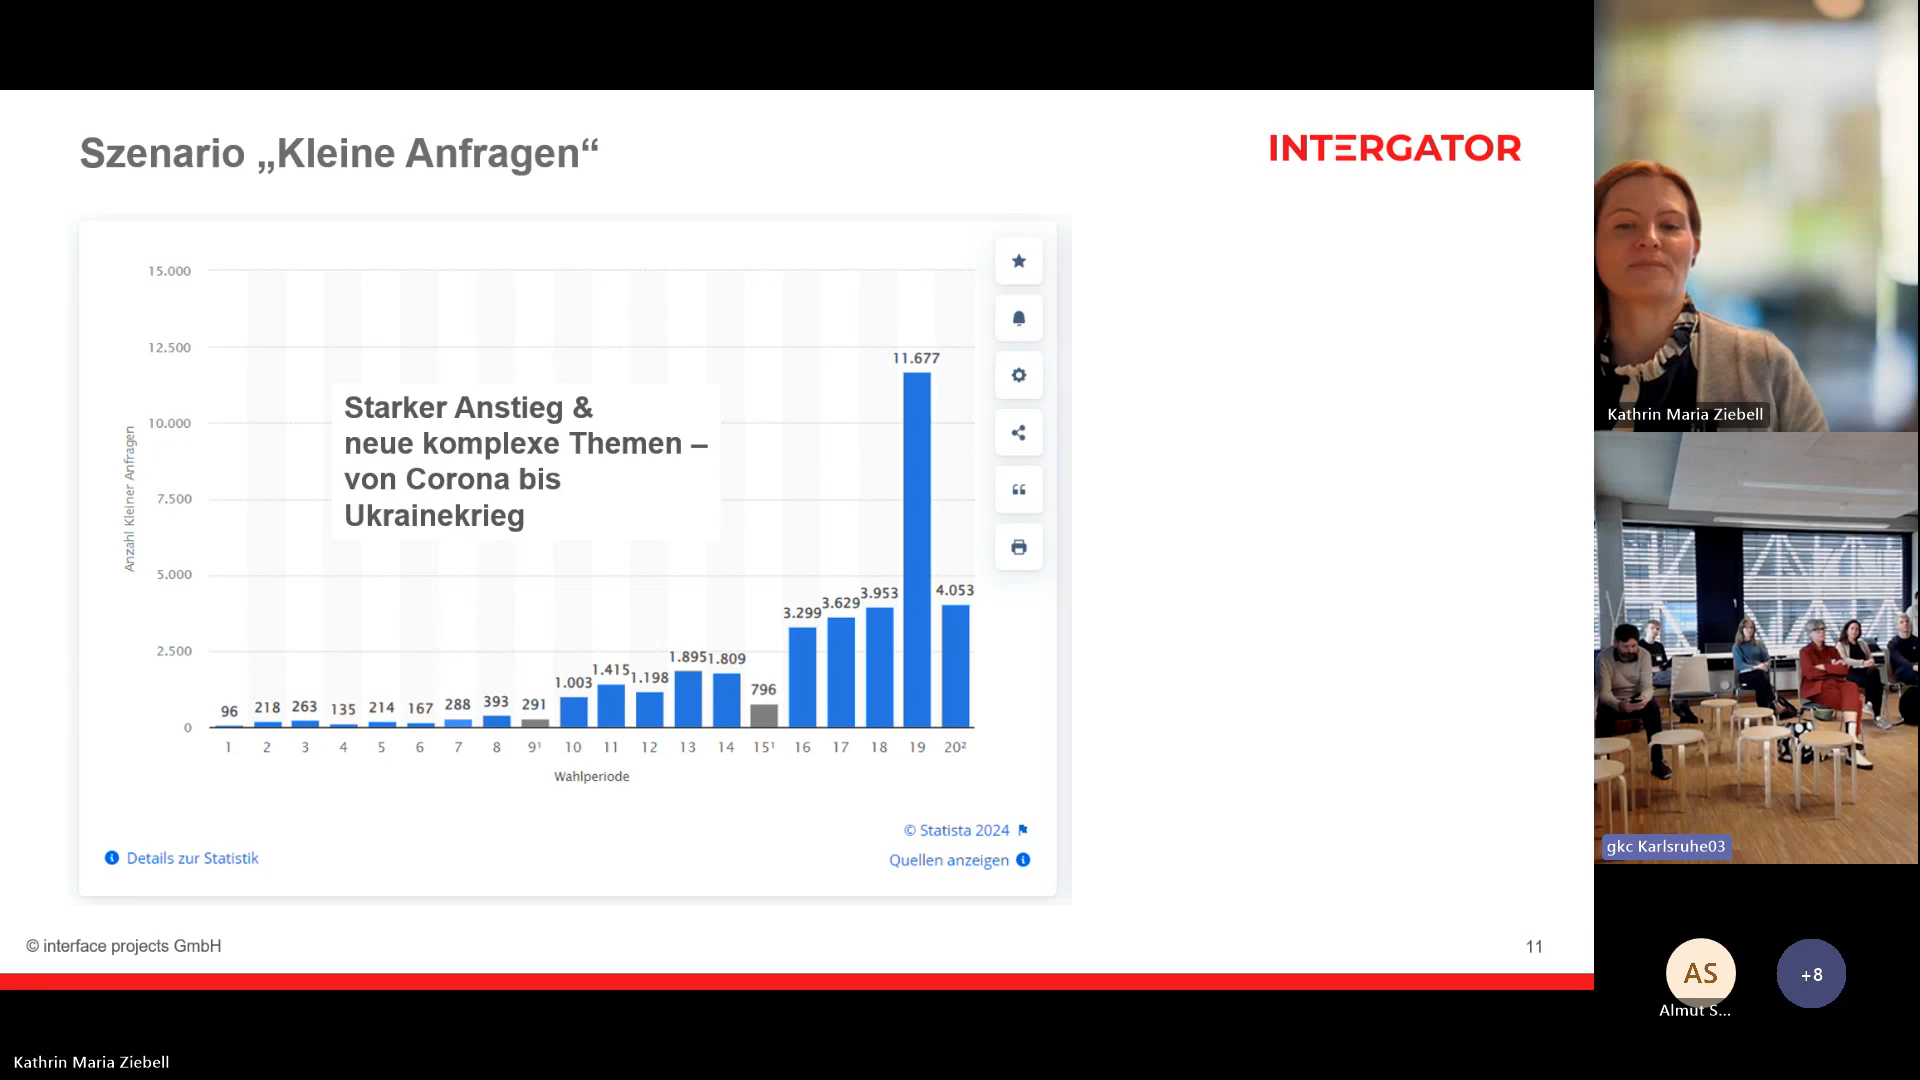 Szenario „Kleine Anfragen“
INTERGATOR
15.000
12.500
10.000
7.500
5.000
2.500
0
Anzahl Kleiner Anfragen
Starker Anstieg &
neue komplexe Themen –
von Corona bis
Ukrainekrieg
96 218 263 135 214 167 288 393 291 1.003 1.415 1.198 1.895 1.809 796 3.299 3.629 3.953 11.677 4.053
1 2 3 4 5 6 7 8 9¹ 10 11 12 13 14 15¹ 16 17 18 19 20²
Wahlperiode
© Statista 2024
Details zur Statistik
Quellen anzeigen
© interface projects GmbH
11
Kathrin Maria Ziebell
gkc Karlsruhe03
AS
Almut S...
+8
Kathrin Maria Ziebell